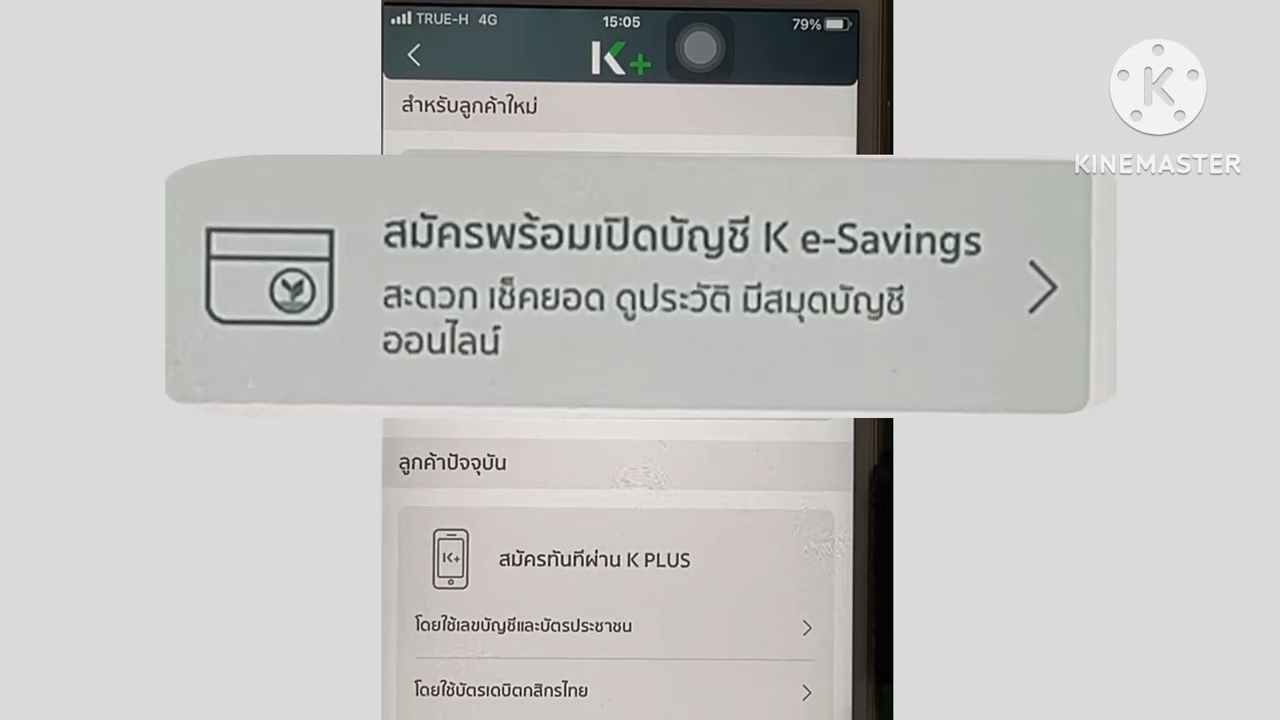 TRUE-H 4G 15:05 79%
K+
สำหรับลูกค้าใหม่
K
KINEMASTER
สมัครพร้อมเปิดบัญชี K e-Savings
สะดวก เช็คยอด ดูประวัติ มีสมุดบัญชี
ออนไลน์
ลูกค้าปัจจุบัน
K+
สมัครทันทีผ่าน K PLUS
โดยใช้เลขบัญชีและบัตรประชาชน
โดยใช้บัตรเดบิตกสิกรไทย